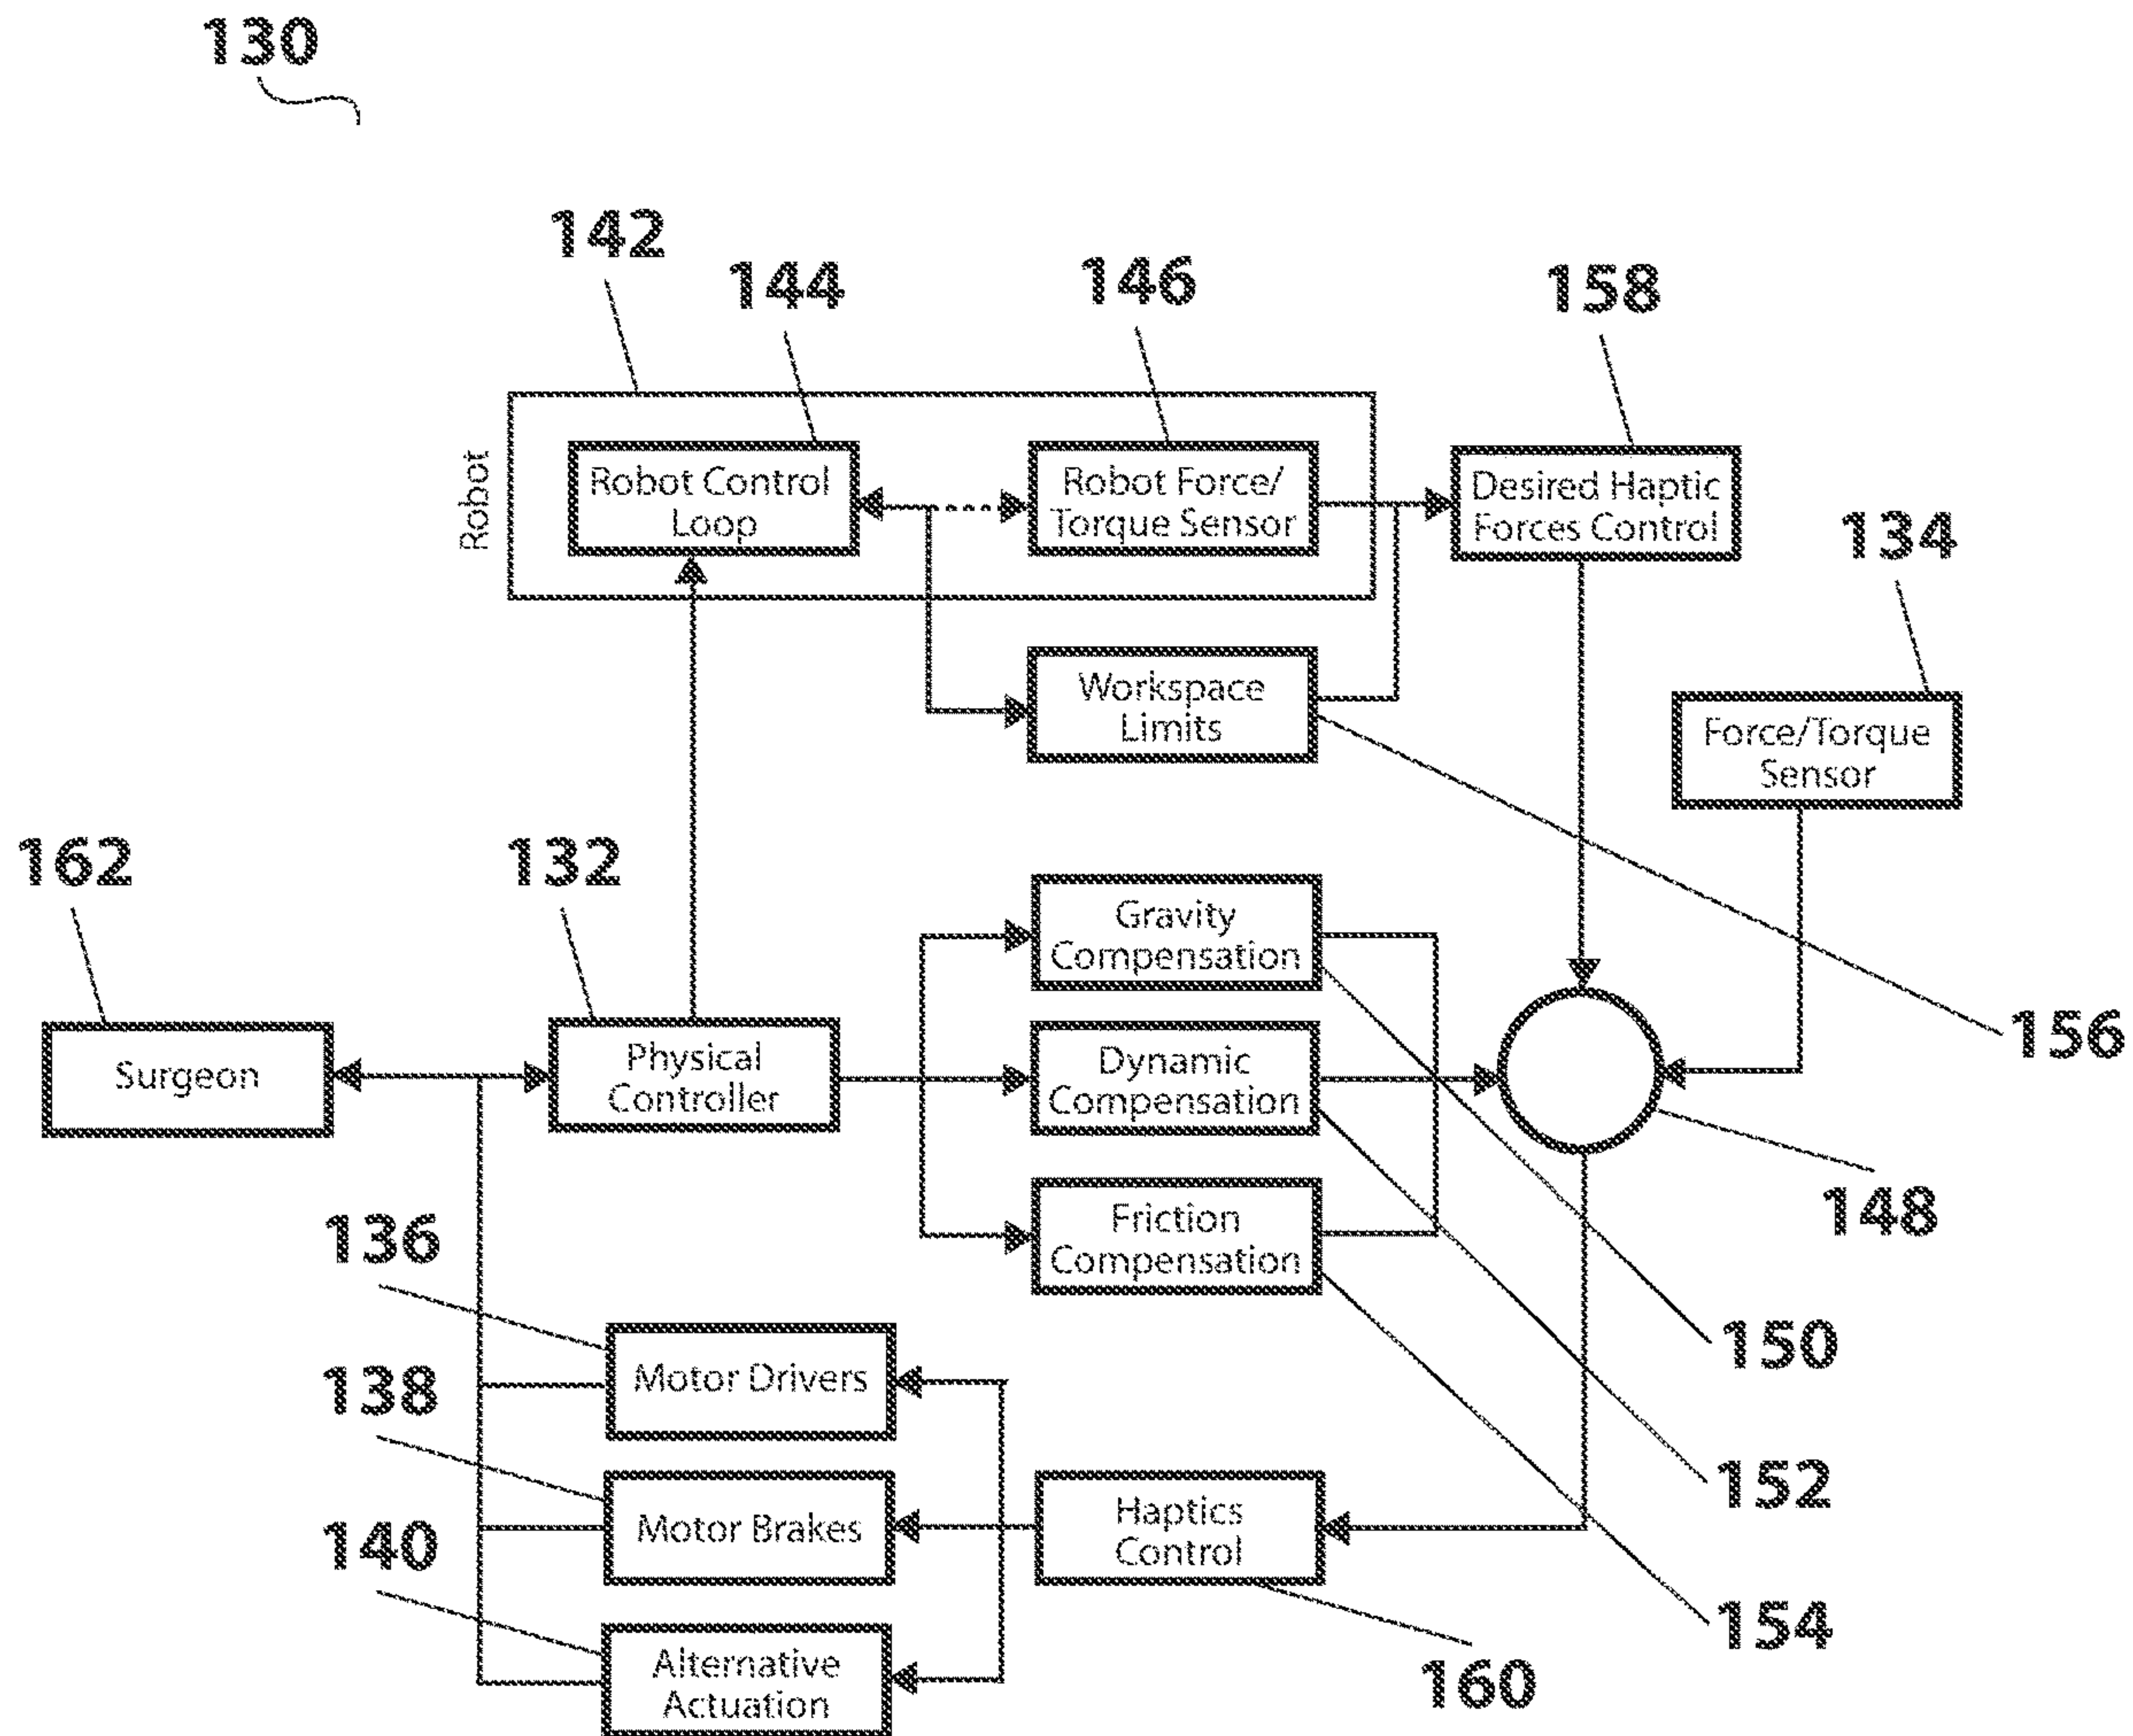 130
142
144
146
158
Robot
Robot Control
Loop
Robot Force/
Torque Sensor
Desired Haptic
Forces Control
134
Workspace
Limits
Force/Torque
Sensor
162
132
Gravity
Compensation
156
Surgeon
Physical
Controller
Dynamic
Compensation
148
136
Friction
Compensation
150
138
Motor Drivers
152
140
Motor Brakes
Haptics
Control
154
Alternative
Actuation
160